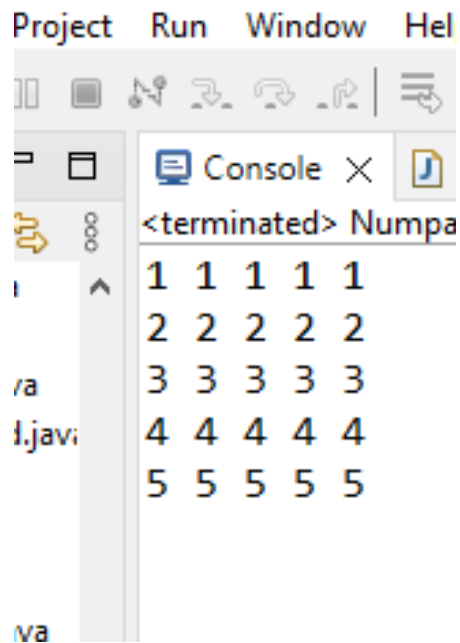 Project Run Window Hel
Console
<terminated> Numpa
1 1 1 1 1
2 2 2 2 2
3 3 3 3 3
va
4 4 4 4 4
d.java
5 5 5 5 5
va